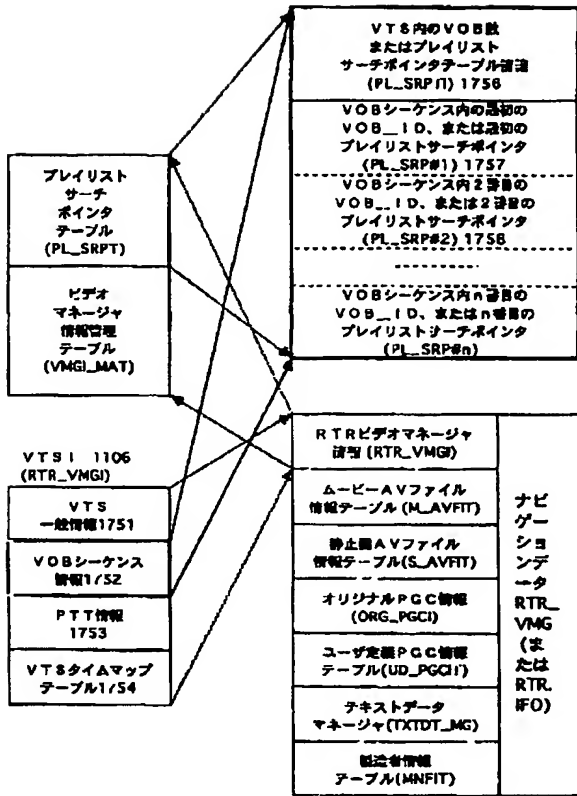 VTS内のVOB数
またはプレイリスト
サーチポインタテーブル情報
(PL_SRPTI) 1756
VOBシーケンス内の最初の
VOB_ID、または最初の
プレイリストサーチポインタ
(PL_SRP#1) 1757
VOBシーケンス内2番目の
VOB_ID、または2番目の
プレイリストサーチポインタ
(PL_SRP#2) 1758
VOBシーケンス内n番目の
VOB_ID、またはn番目の
プレイリストサーチポインタ
(PL_SRP#n)
プレイリスト
サーチ
ポインタ
テーブル
(PL_SRPT)
ビデオ
マネージャ
情報管理
テーブル
(VMGI_MAT)
VTSI 1106
(RTR_VMGI)
VTS
一般情報1751
VOBシーケンス
情報1752
PTT情報
1753
VTSタイムマップ
テーブル1754
RTRビデオマネージャ
情報(RTR_VMGI)
ムービーAVファイル
情報テーブル(M_AVFIT)
静止画AVファイル
情報テーブル(S_AVFIT)
オリジナルPGC情報
(ORG_PGCI)
ユーザ定義PGC情報
テーブル(UD_PGCIT)
テキストデータ
マネージャ(TXTDT_MG)
製造者情報
テーブル(MNFIT)
ナビ
ゲー
ショ
ンデ
ータ
RTR_
VMG
(ま
たは
RTR.
IFO)